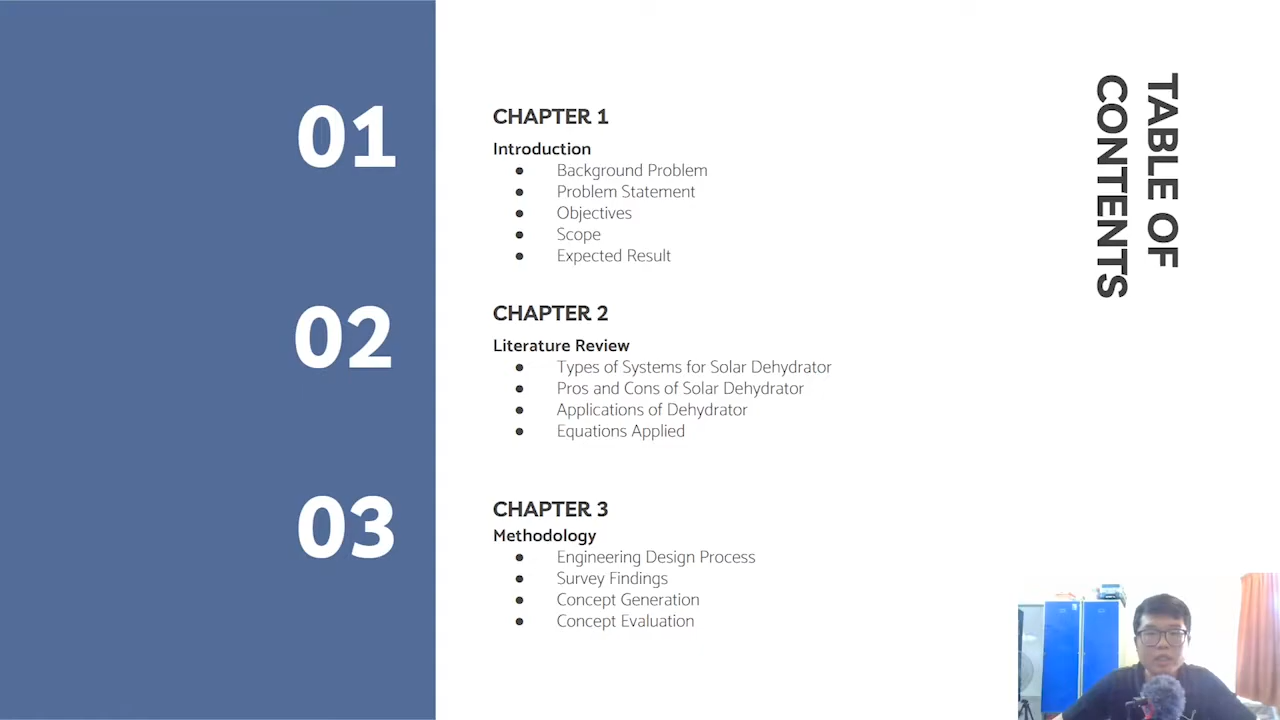 TABLE OF
CONTENTS
01
CHAPTER 1
Introduction
● Background Problem
● Problem Statement
● Objectives
● Scope
● Expected Result
02
CHAPTER 2
Literature Review
● Types of Systems for Solar Dehydrator
● Pros and Cons of Solar Dehydrator
● Applications of Dehydrator
● Equations Applied
03
CHAPTER 3
Methodology
● Engineering Design Process
● Survey Findings
● Concept Generation
● Concept Evaluation